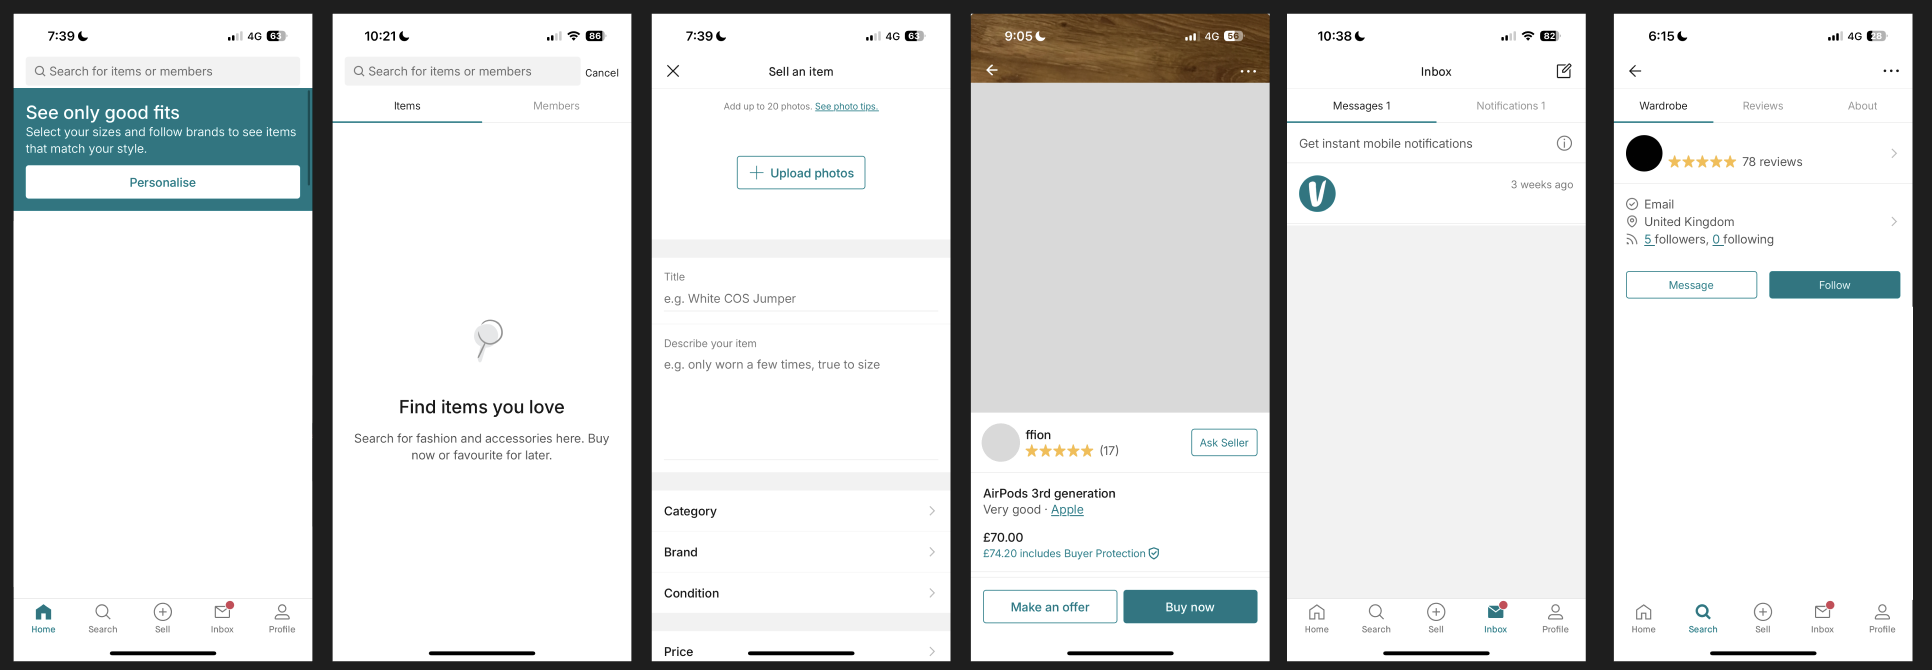 7:39
4G
63
Search for items or members
See only good fits
Select your sizes and follow brands to see items
that match your style.
Personalise
Home
Search
Sell
Inbox
Profile
10:21
86
Search for items or members
Cancel
Items
Members
Find items you love
Search for fashion and accessories here. Buy
now or favourite for later.
7:39
4G
63
Sell an item
Add up to 20 photos. See photo tips.
Upload photos
Title
e.g. White COS Jumper
Describe your item
e.g. only worn a few times, true to size
Category
Brand
Condition
Price
9:05
4G
56
ffion
(17)
Ask Seller
AirPods 3rd generation
Very good · Apple
£70.00
£74.20 includes Buyer Protection
Make an offer
Buy now
10:38
82
Inbox
Messages 1
Notifications 1
Get instant mobile notifications
3 weeks ago
V
Home
Search
Sell
Inbox
Profile
6:15
4G
28
Wardrobe
Reviews
About
78 reviews
Email
United Kingdom
5 followers, 0 following
Message
Follow
Home
Search
Sell
Inbox
Profile